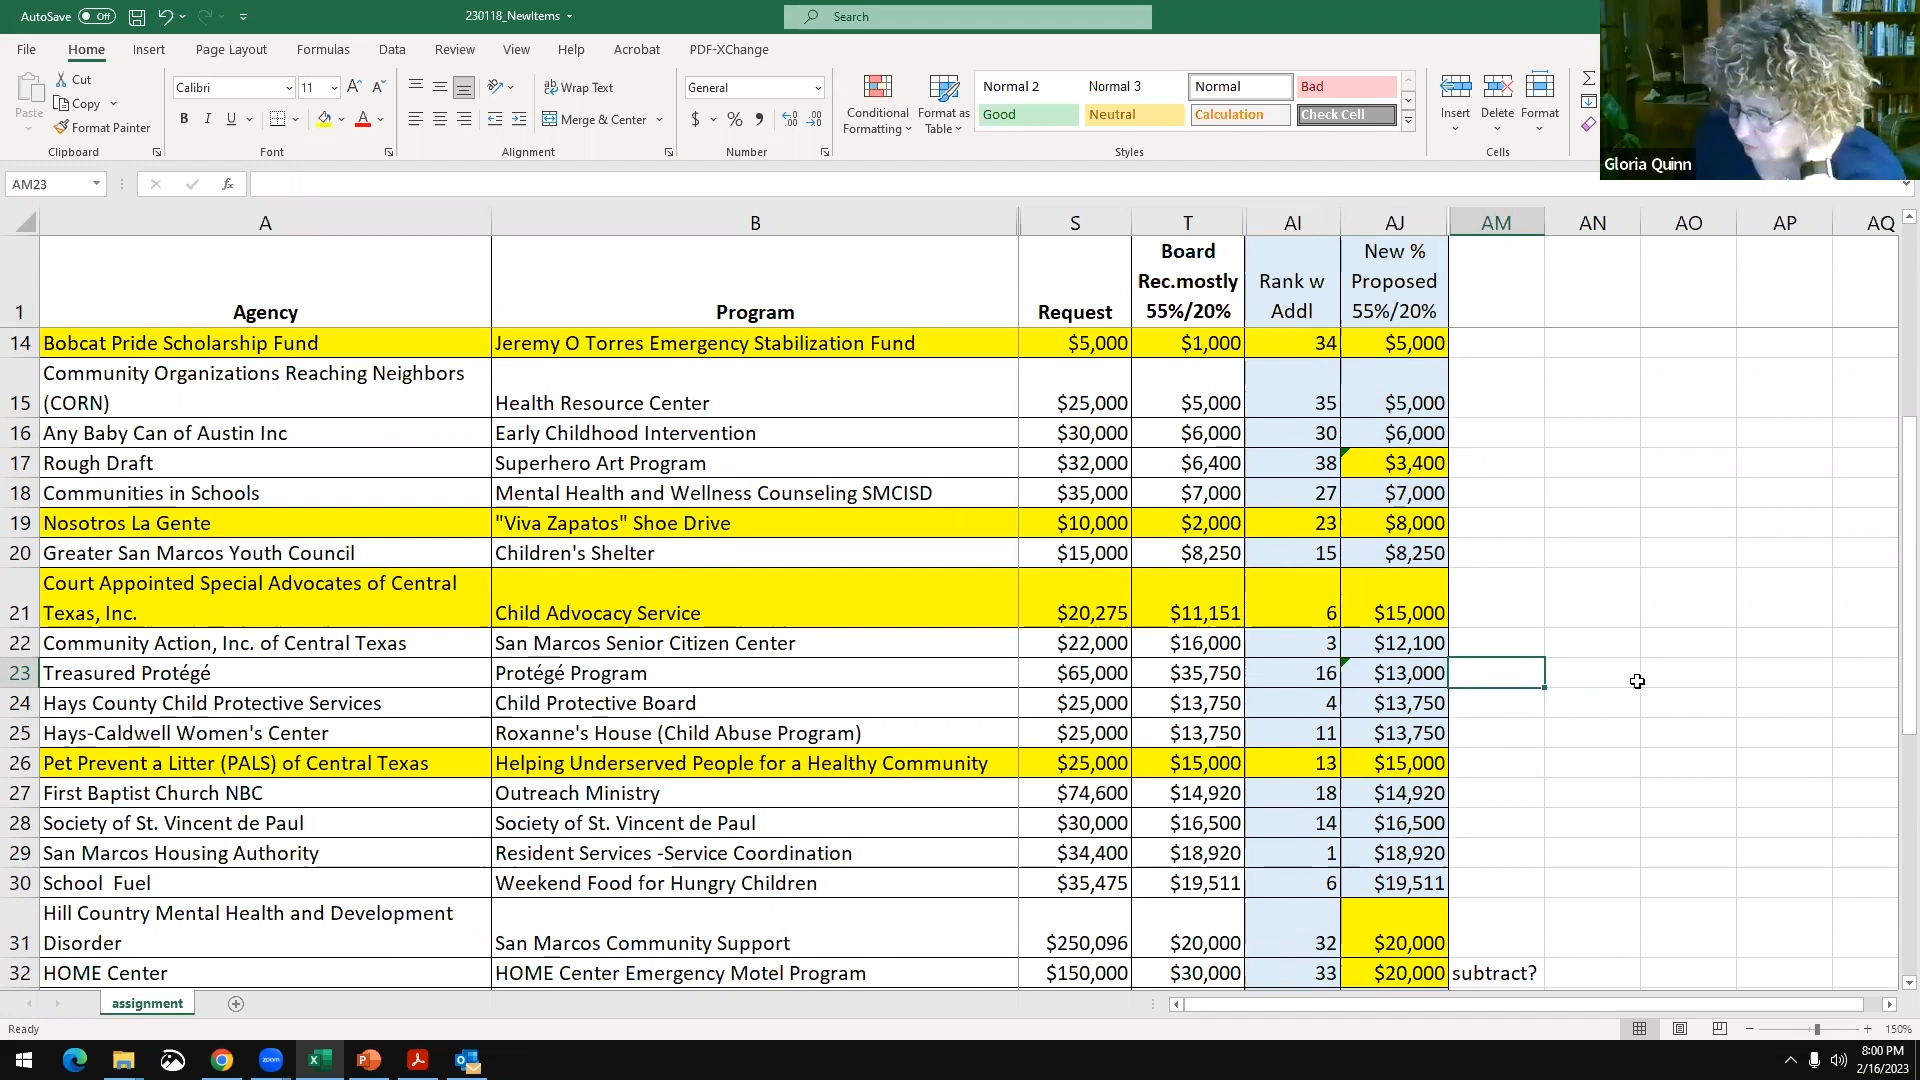 AutoSave Off 230118_NewItems Search
File Home Insert Page Layout Formulas Data Review View Help Acrobat PDF-XChange
Paste Cut Copy Format Painter
Calibri 11 Wrap Text General
B I U Merge & Center $ % 9
Conditional Formatting Format as Table
Normal 2 Normal 3 Normal Bad
Good Neutral Calculation Check Cell
Insert Delete Format
Clipboard Font Alignment Number Styles Cells
Gloria Quinn
AM23 fx
A B S T AI AJ AM AN AO AP AQ
1 Agency Program Request Board Rec.mostly 55%/20% Rank w Addl New % Proposed 55%/20%
14 Bobcat Pride Scholarship Fund Jeremy O Torres Emergency Stabilization Fund $5,000 $1,000 34 $5,000
15 Community Organizations Reaching Neighbors (CORN) Health Resource Center $25,000 $5,000 35 $5,000
16 Any Baby Can of Austin Inc Early Childhood Intervention $30,000 $6,000 30 $6,000
17 Rough Draft Superhero Art Program $32,000 $6,400 38 $3,400
18 Communities in Schools Mental Health and Wellness Counseling SMCISD $35,000 $7,000 27 $7,000
19 Nosotros La Gente "Viva Zapatos" Shoe Drive $10,000 $2,000 23 $8,000
20 Greater San Marcos Youth Council Children's Shelter $15,000 $8,250 15 $8,250
21 Court Appointed Special Advocates of Central Texas, Inc. Child Advocacy Service $20,275 $11,151 6 $15,000
22 Community Action, Inc. of Central Texas San Marcos Senior Citizen Center $22,000 $16,000 3 $12,100
23 Treasured Protégé Protégé Program $65,000 $35,750 16 $13,000
24 Hays County Child Protective Services Child Protective Board $25,000 $13,750 4 $13,750
25 Hays-Caldwell Women's Center Roxanne's House (Child Abuse Program) $25,000 $13,750 11 $13,750
26 Pet Prevent a Litter (PALS) of Central Texas Helping Underserved People for a Healthy Community $25,000 $15,000 13 $15,000
27 First Baptist Church NBC Outreach Ministry $74,600 $14,920 18 $14,920
28 Society of St. Vincent de Paul Society of St. Vincent de Paul $30,000 $16,500 14 $16,500
29 San Marcos Housing Authority Resident Services -Service Coordination $34,400 $18,920 1 $18,920
30 School Fuel Weekend Food for Hungry Children $35,475 $19,511 6 $19,511
31 Hill Country Mental Health and Development Disorder San Marcos Community Support $250,096 $20,000 32 $20,000
32 HOME Center HOME Center Emergency Motel Program $150,000 $30,000 33 $20,000 subtract?
assignment
Ready 150%
zoom 8:00 PM
2/16/2023